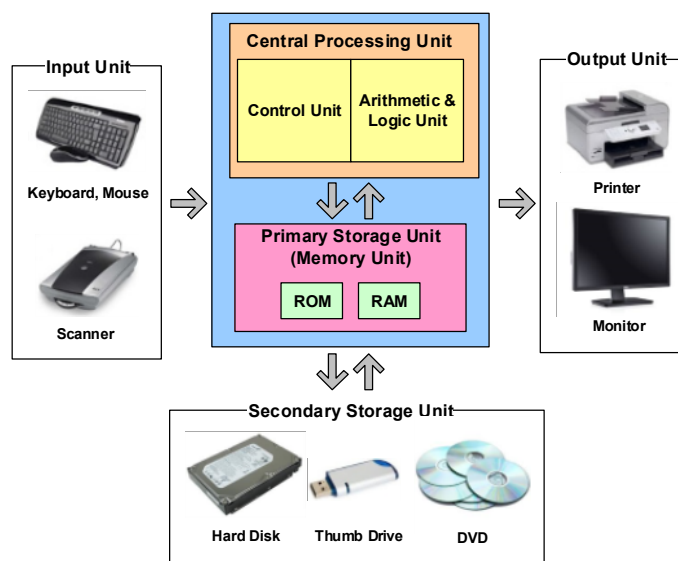 Central Processing Unit
Control Unit
Arithmetic &
Logic Unit
Input Unit
Keyboard, Mouse
Scanner
Primary Storage Unit
(Memory Unit)
ROM
RAM
Output Unit
Printer
Monitor
Secondary Storage Unit
Hard Disk
Thumb Drive
DVD